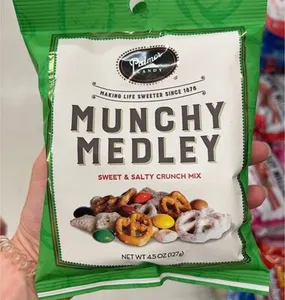 Palmer
CANDY
MAKING LIFE SWEETER SINCE 1878
MUNCHY
MEDLEY
SWEET & SALTY CRUNCH MIX
NET WT 4.5 OZ (127g)